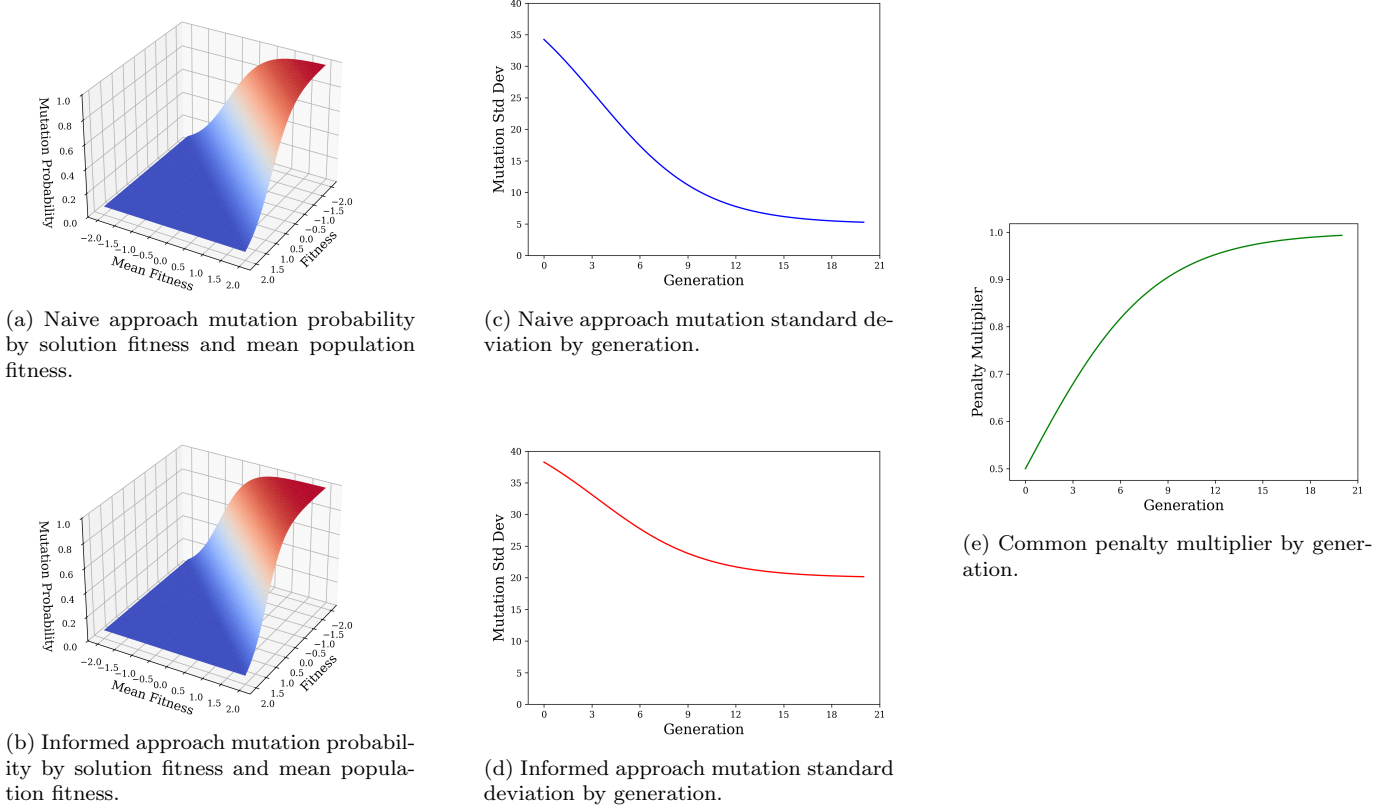 1.0
0.8
0.6
0.4
0.2
0.0
Mutation Probability
−2.0
−1.5
−1.0
−0.5
0.0
0.5
1.0
1.5
2.0
Mean Fitness
−2.0
−1.5
−1.0
−0.5
0.0
0.5
1.0
1.5
2.0
Fitness
(a) Naive approach mutation probability
by solution fitness and mean population
fitness.
1.0
0.8
0.6
0.4
0.2
0.0
Mutation Probability
−2.0
−1.5
−1.0
−0.5
0.0
0.5
1.0
1.5
2.0
Mean Fitness
−2.0
−1.5
−1.0
−0.5
0.0
0.5
1.0
1.5
2.0
Fitness
(b) Informed approach mutation probabil-
ity by solution fitness and mean popula-
tion fitness.
40
35
30
25
20
15
10
5
0
Mutation Std Dev
0 3 6 9 12 15 18 21
Generation
(c) Naive approach mutation standard de-
viation by generation.
40
35
30
25
20
15
10
5
0
Mutation Std Dev
0 3 6 9 12 15 18 21
Generation
(d) Informed approach mutation standard
deviation by generation.
1.0
0.9
0.8
0.7
0.6
0.5
Penalty Multiplier
0 3 6 9 12 15 18 21
Generation
(e) Common penalty multiplier by gener-
ation.